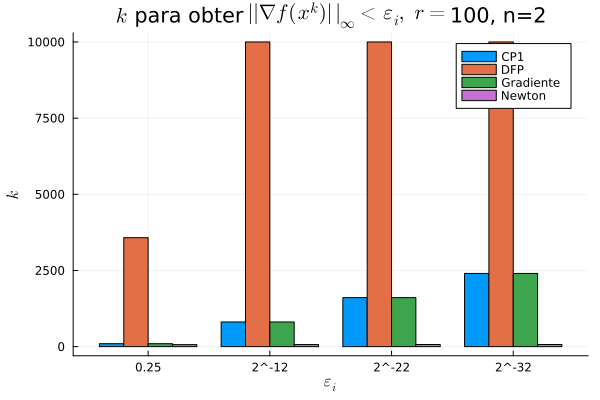 k para obter ||∇f(x^k)||_∞ < ε_i, r = 100, n=2
10000
7500
5000
2500
0
k
CP1
DFP
Gradiente
Newton
0.25 2^-12 2^-22 2^-32
ε_i